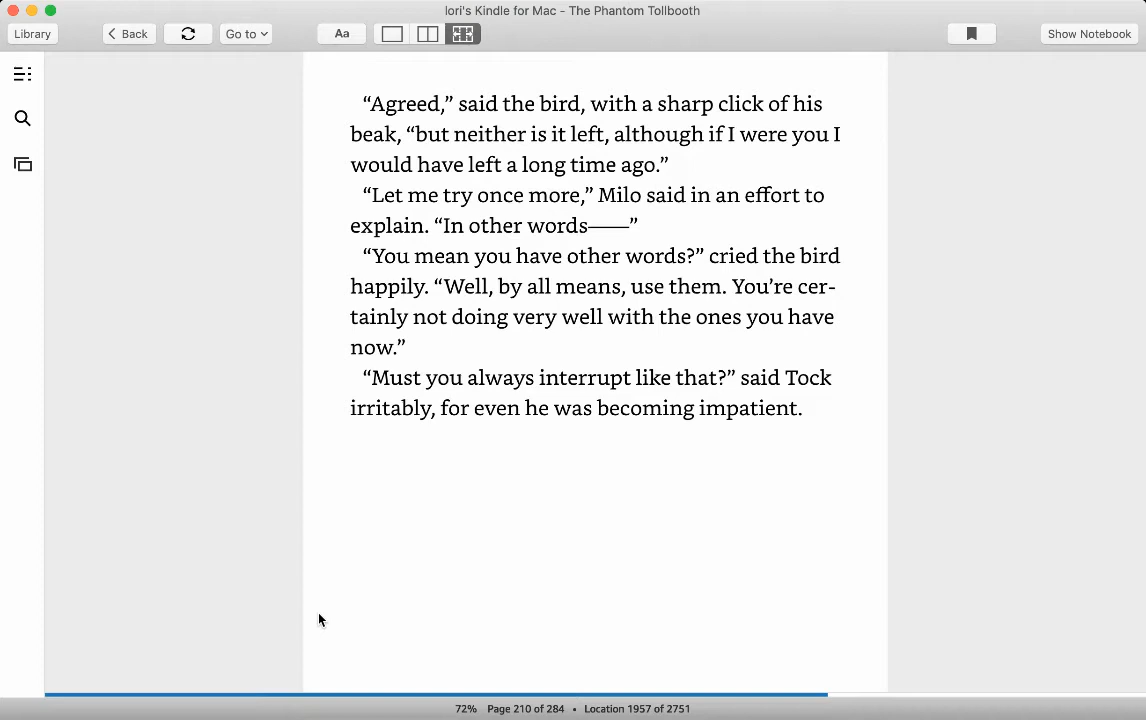 lori's Kindle for Mac - The Phantom Tollbooth
Library
Back
Go to
Aa
Show Notebook
“Agreed,” said the bird, with a sharp click of his
beak, “but neither is it left, although if I were you I
would have left a long time ago.”
“Let me try once more,” Milo said in an effort to
explain. “In other words——”
“You mean you have other words?” cried the bird
happily. “Well, by all means, use them. You’re cer-
tainly not doing very well with the ones you have
now.”
“Must you always interrupt like that?” said Tock
irritably, for even he was becoming impatient.
72% Page 210 of 284 • Location 1957 of 2751